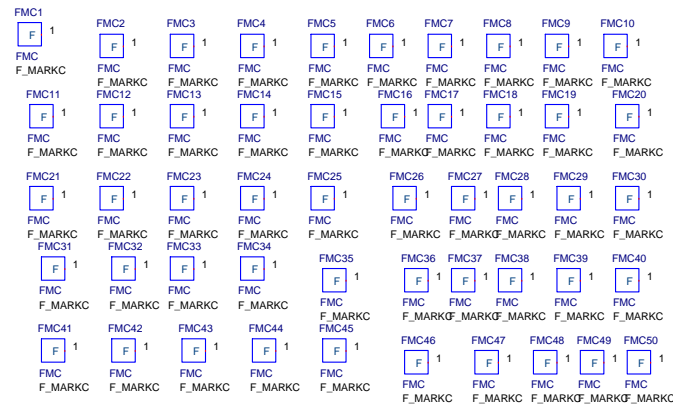 FMC1
F 1
FMC
F_MARKC
FMC2 FMC3 FMC4 FMC5 FMC6 FMC7 FMC8 FMC9 FMC10
F 1 F 1 F 1 F 1 F 1 F 1 F 1 F 1 F 1
FMC FMC FMC FMC FMC FMC FMC FMC FMC
F_MARKC F_MARKC F_MARKC F_MARKC F_MARKC F_MARKC F_MARKC F_MARKC F_MARKC
FMC11 FMC12 FMC13 FMC14 FMC15 FMC16 FMC17 FMC18 FMC19 FMC20
F 1 F 1 F 1 F 1 F 1 F 1 F 1 F 1 F 1 F 1
FMC FMC FMC FMC FMC FMC FMC FMC FMC FMC
F_MARKC F_MARKC F_MARKC F_MARKC F_MARKC F_MARKC F_MARKC F_MARKC F_MARKC F_MARKC
FMC21 FMC22 FMC23 FMC24 FMC25 FMC26 FMC27 FMC28 FMC29 FMC30
F 1 F 1 F 1 F 1 F 1 F 1 F 1 F 1 F 1 F 1
FMC FMC FMC FMC FMC FMC FMC FMC FMC FMC
F_MARKC F_MARKC F_MARKC F_MARKC F_MARKC F_MARKC F_MARKC F_MARKC F_MARKC F_MARKC
FMC31 FMC32 FMC33 FMC34
F 1 F 1 F 1 F 1
FMC FMC FMC FMC
F_MARKC F_MARKC F_MARKC F_MARKC
FMC35 FMC36 FMC37 FMC38 FMC39 FMC40
F 1 F 1 F 1 F 1 F 1 F 1
FMC FMC FMC FMC FMC FMC
F_MARKC F_MARKC F_MARKC F_MARKC F_MARKC F_MARKC
FMC41 FMC42 FMC43 FMC44 FMC45
F 1 F 1 F 1 F 1 F 1
FMC FMC FMC FMC FMC
F_MARKC F_MARKC F_MARKC F_MARKC F_MARKC
FMC46 FMC47 FMC48 FMC49 FMC50
F 1 F 1 F 1 F 1 F 1
FMC FMC FMC FMC FMC
F_MARKC F_MARKC F_MARKC F_MARKC F_MARKC